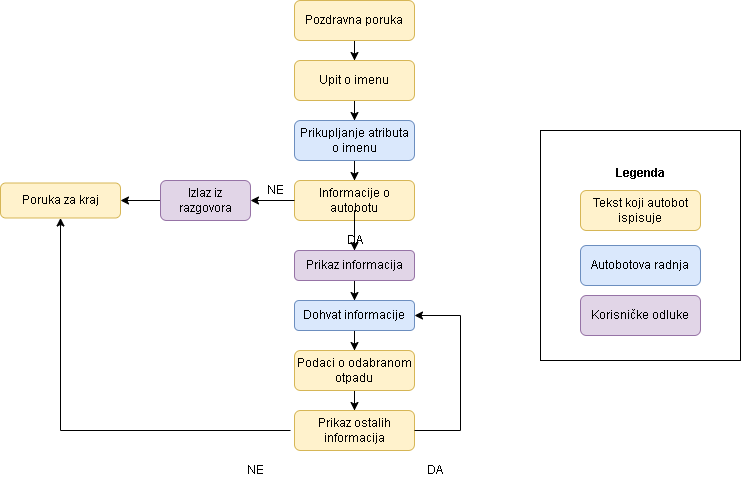 Pozdravna poruka
Upit o imenu
Prikupljanje atributa
o imenu
Informacije o
autobotu
NE
Izlaz iz
razgovora
Poruka za kraj
DA
Prikaz informacija
Dohvat informacije
Podaci o odabranom
otpadu
Prikaz ostalih
informacija
NE
DA
Legenda
Tekst koji autobot
ispisuje
Autobotova radnja
Korisničke odluke